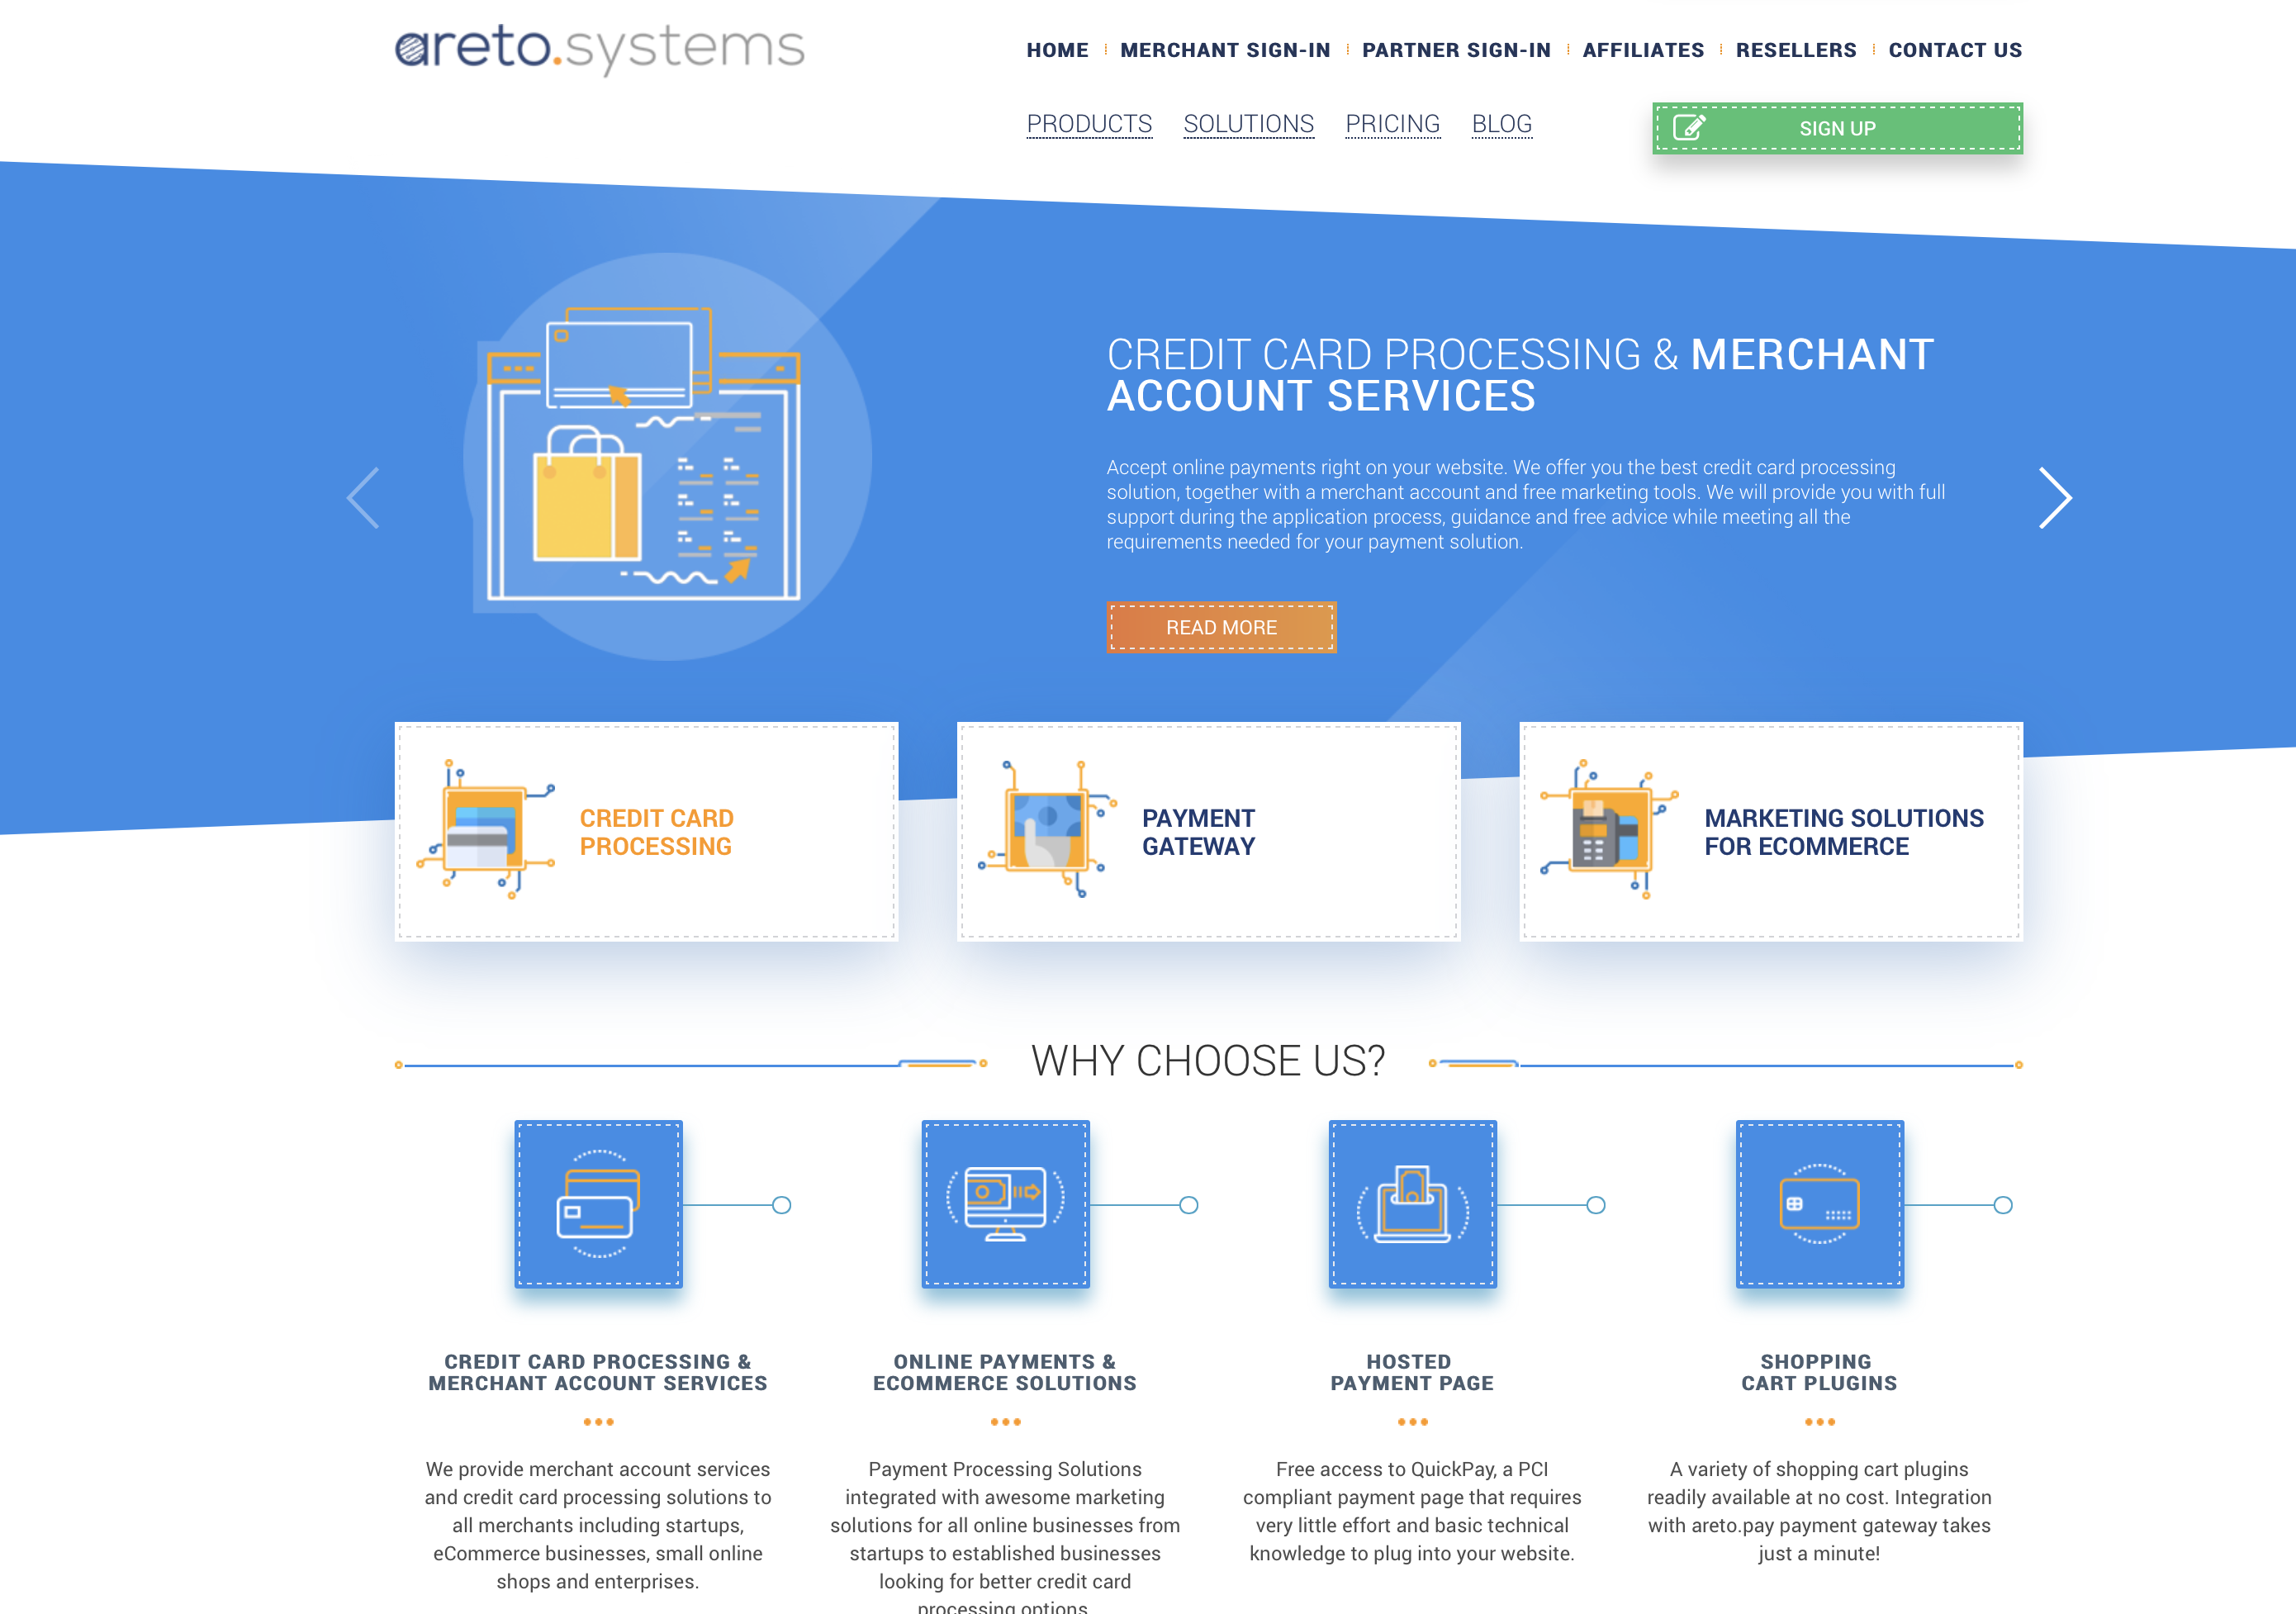 areto.systems
HOME
MERCHANT SIGN-IN
PARTNER SIGN-IN
AFFILIATES
RESELLERS
CONTACT US
PRODUCTS
SOLUTIONS
PRICING
BLOG
SIGN UP
CREDIT CARD PROCESSING & MERCHANT
ACCOUNT SERVICES
Accept online payments right on your website. We offer you the best credit card processing
solution, together with a merchant account and free marketing tools. We will provide you with full
support during the application process, guidance and free advice while meeting all the
requirements needed for your payment solution.
READ MORE
CREDIT CARD
PROCESSING
PAYMENT
GATEWAY
MARKETING SOLUTIONS
FOR ECOMMERCE
WHY CHOOSE US?
CREDIT CARD PROCESSING &
MERCHANT ACCOUNT SERVICES
We provide merchant account services
and credit card processing solutions to
all merchants including startups,
eCommerce businesses, small online
shops and enterprises.
ONLINE PAYMENTS &
ECOMMERCE SOLUTIONS
Payment Processing Solutions
integrated with awesome marketing
solutions for all online businesses from
startups to established businesses
looking for better credit card
processing options
HOSTED
PAYMENT PAGE
Free access to QuickPay, a PCI
compliant payment page that requires
very little effort and basic technical
knowledge to plug into your website.
SHOPPING
CART PLUGINS
A variety of shopping cart plugins
readily available at no cost. Integration
with areto.pay payment gateway takes
just a minute!